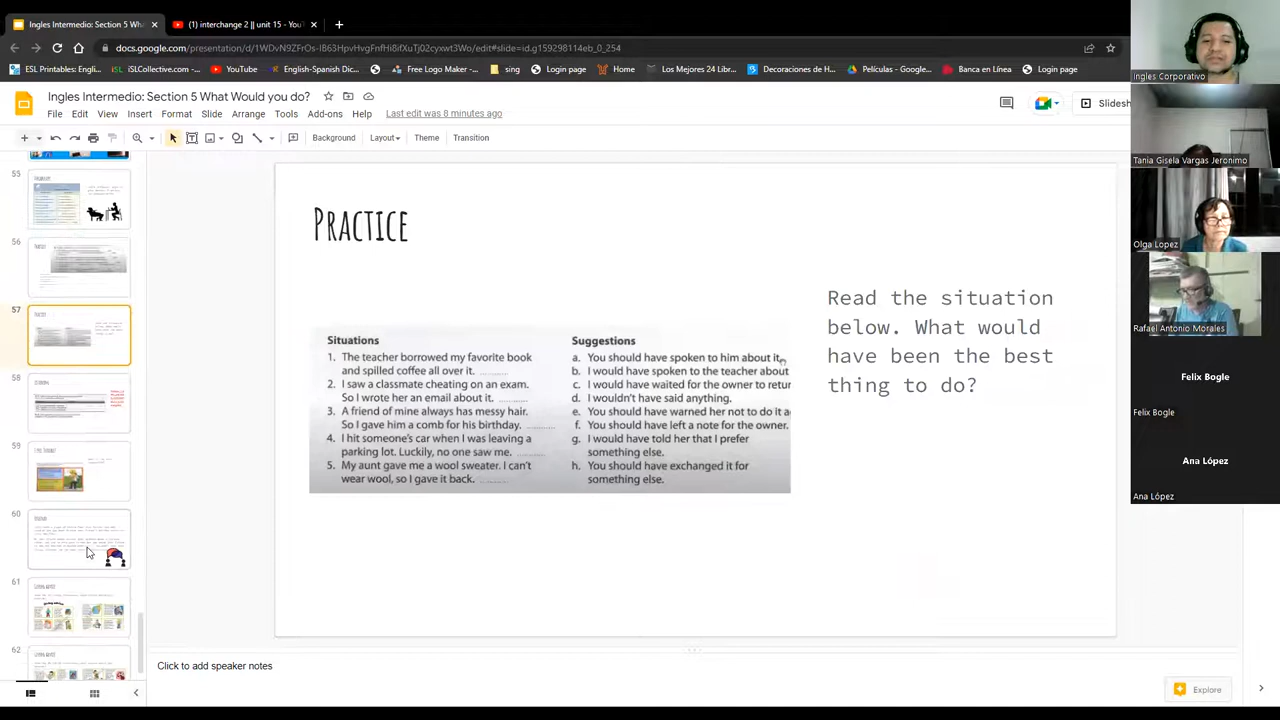 Ingles Intermedio: Section 5 Wha
(1) interchange 2 || unit 15 - You
docs.google.com/presentation/d/1WDvN9ZFrOs-I863HpvHvgFnfHi8ifXuTj02cyxwt3Wo/edit#slide=id.g159298114eb_0_254
ESL Printables: Engli...
iSLCollective.com -...
YouTube
English-Spanish Dic...
Free Logo Maker -...
sing
Login page
Home
Los Mejores 24 Libr...
Decoraciones de H...
Películas - Google...
Banca en Línea
Login page
Ingles Intermedio: Section 5 What Would you do?
File Edit View Insert Format Slide Arrange Tools Add-ons Help
Last edit was 8 minutes ago
Slidesh
Background Layout Theme Transition
55
56
57
58
59
60
61
62
PRACTICE
Read the situation
below. What would
have been the best
thing to do?
Situations
1. The teacher borrowed my favorite book
and spilled coffee all over it. ..........
2. I saw a classmate cheating on an exam.
So I wrote her an email about it. ..........
3. A friend of mine always has messy hair.
So I gave him a comb for his birthday. ..........
4. I hit someone's car when I was leaving a
parking lot. Luckily, no one saw me. ..........
5. My aunt gave me a wool sweater. I can't
wear wool, so I gave it back. ..........
Suggestions
a. You should have spoken to him about it.
b. I would have spoken to the teacher about
c. I would have waited for the owner to retur
d. I wouldn't have said anything.
e. You should have warned her not to do it a
f. You should have left a note for the owner.
g. I would have told her that I prefer
something else.
h. You should have exchanged it for
something else.
Click to add speaker notes
Explore
ingles Corporativo
Tania Gisela Vargas Jeronimo
Olga Lopez
Rafael Antonio Morales
Felix Bogle
Felix Bogle
Ana López
Ana López